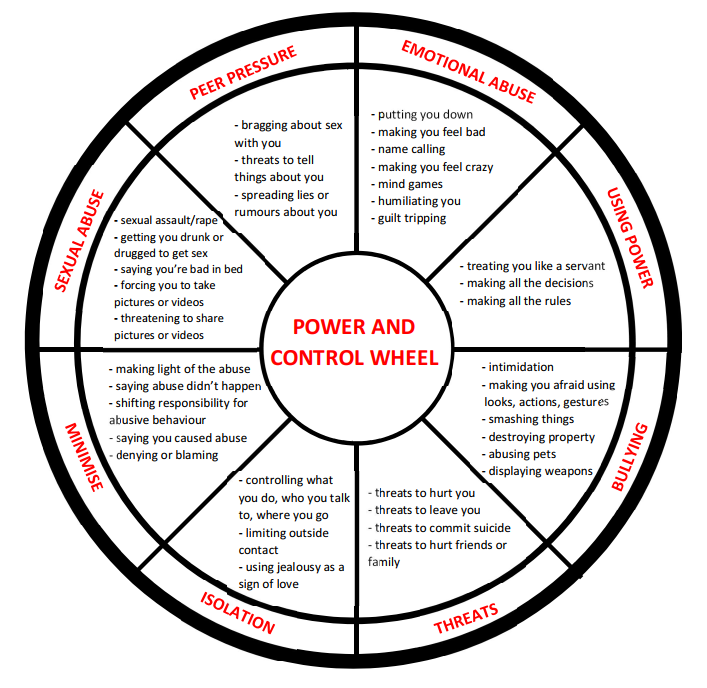 PEER PRESSURE
- bragging about sex
with you
- threats to tell
things about you
- spreading lies or
rumours about you
EMOTIONAL ABUSE
- putting you down
- making you feel bad
- name calling
- making you feel crazy
- mind games
- humiliating you
- guilt tripping
USING POWER
- treating you like a servant
- making all the decisions
- making all the rules
BULLYING
- intimidation
- making you afraid using
looks, actions, gestures
- smashing things
- destroying property
- abusing pets
- displaying weapons
THREATS
- threats to hurt you
- threats to leave you
- threats to commit suicide
- threats to hurt friends or
family
ISOLATION
- controlling what
you do, who you talk
to, where you go
- limiting outside
contact
- using jealousy as a
sign of love
MINIMISE
- making light of the abuse
- saying abuse didn't happen
- shifting responsibility for
abusive behaviour
- saying you caused abuse
- denying or blaming
SEXUAL ABUSE
- sexual assault/rape
- getting you drunk or
drugged to get sex
- saying you're bad in bed
- forcing you to take
pictures or videos
- threatening to share
pictures or videos
POWER AND
CONTROL WHEEL